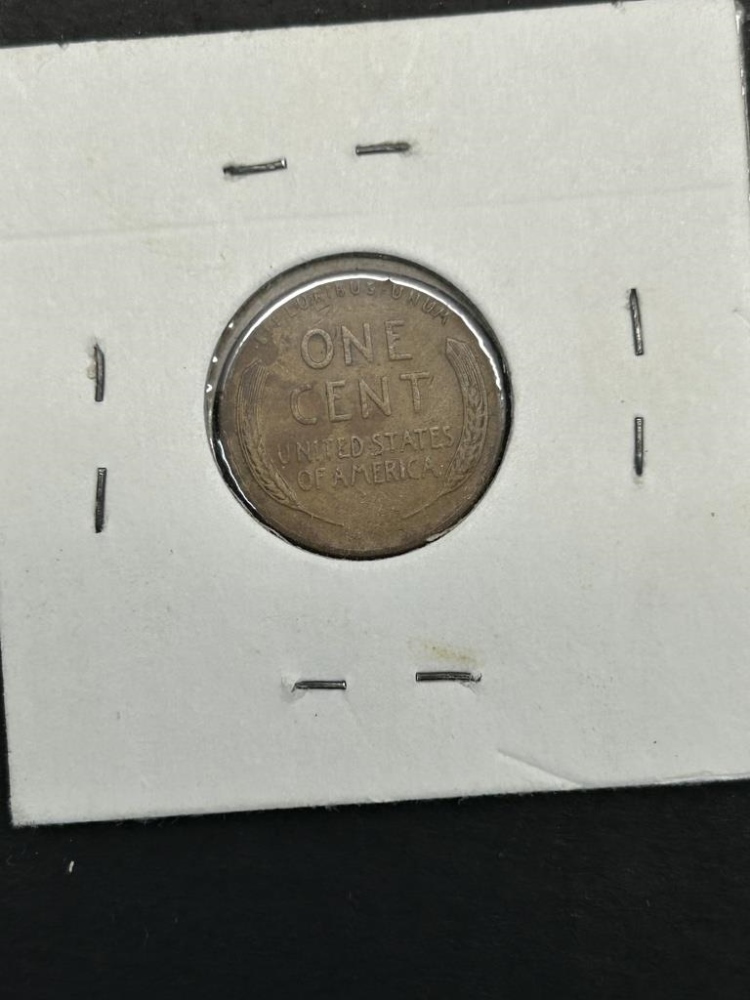 PLURIBUS·UNUM
ONE
CENT
UNITED·STATES
OF·AMERICA